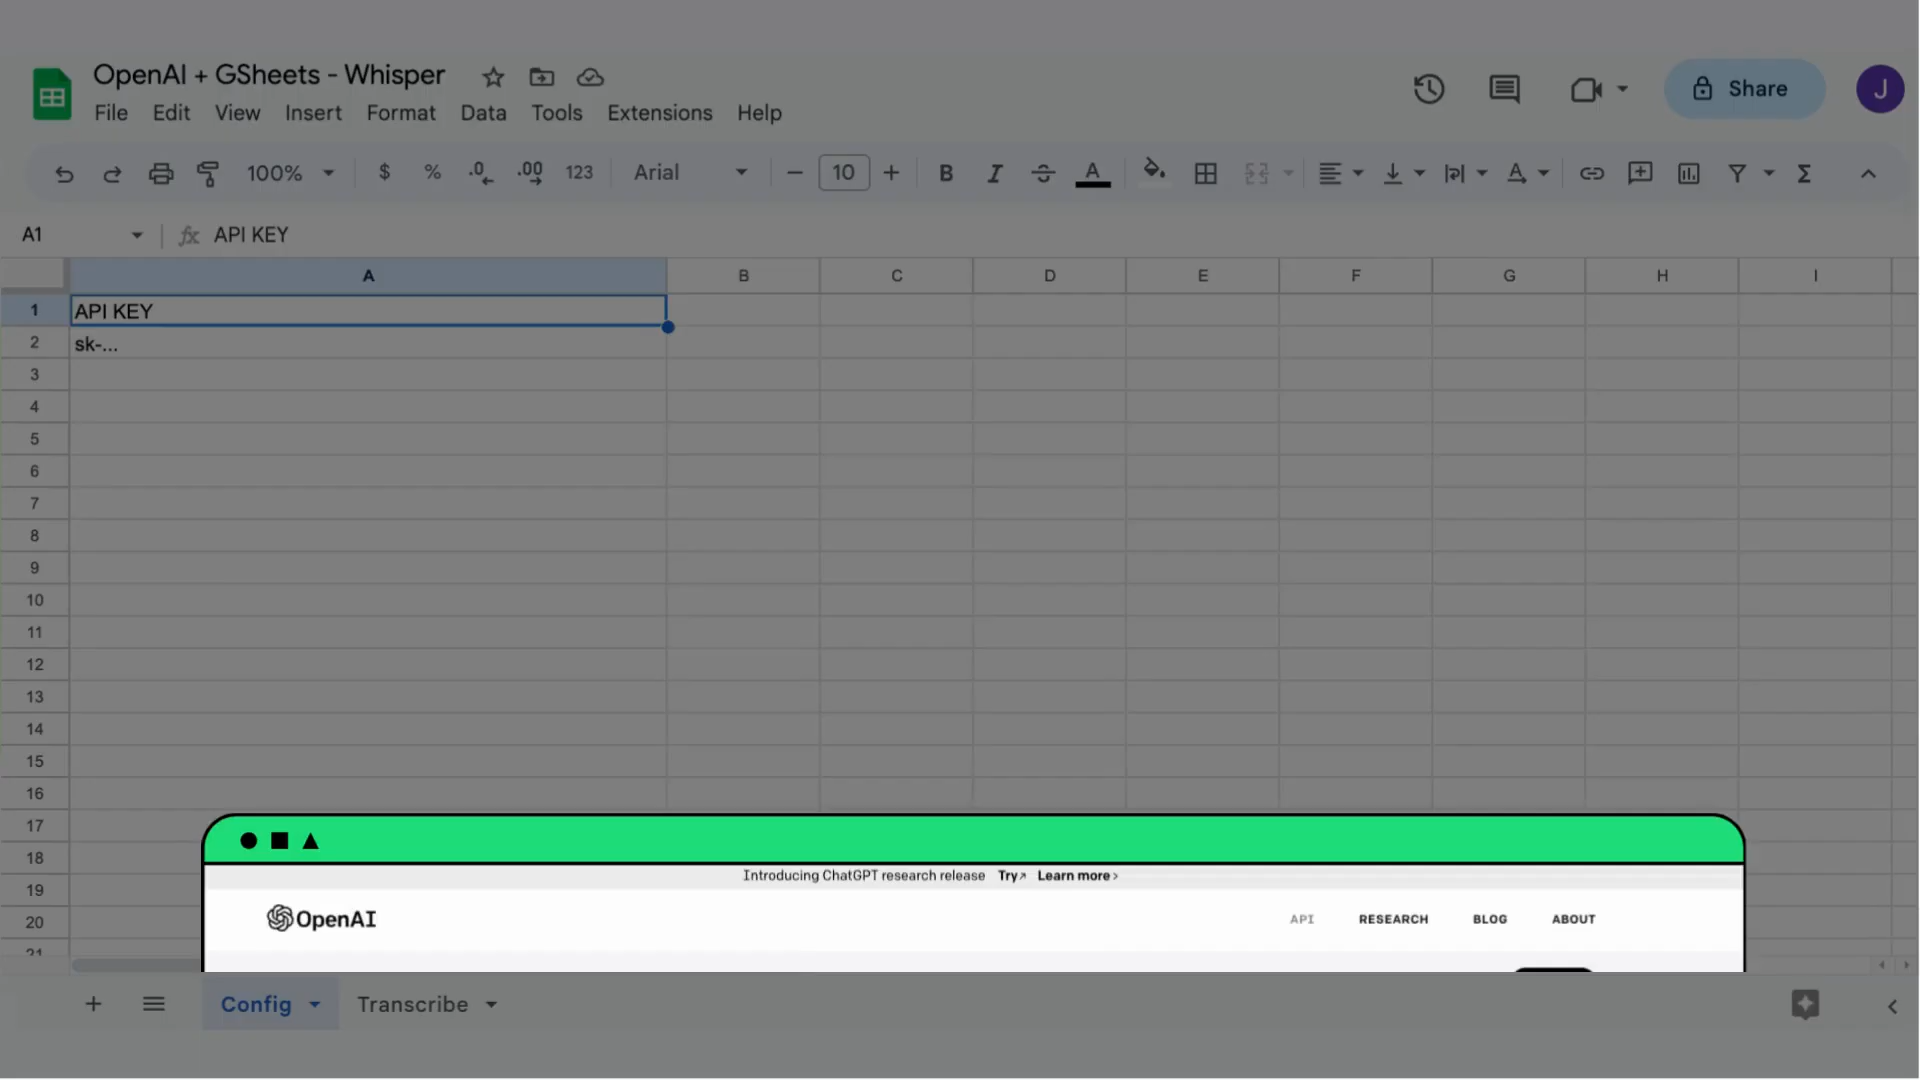 OpenAI + GSheets - Whisper
File Edit View Insert Format Data Tools Extensions Help
Share
J
100% $ % .0 .00 123 Arial 10 B I A
A1 fx API KEY
A B C D E F G H I
1 API KEY
2 sk-...
3
4
5
6
7
8
9
10
11
12
13
14
15
16
17
18
19
20
21
Introducing ChatGPT research release Try↗ Learn more ›
OpenAI
API RESEARCH BLOG ABOUT
Config Transcribe